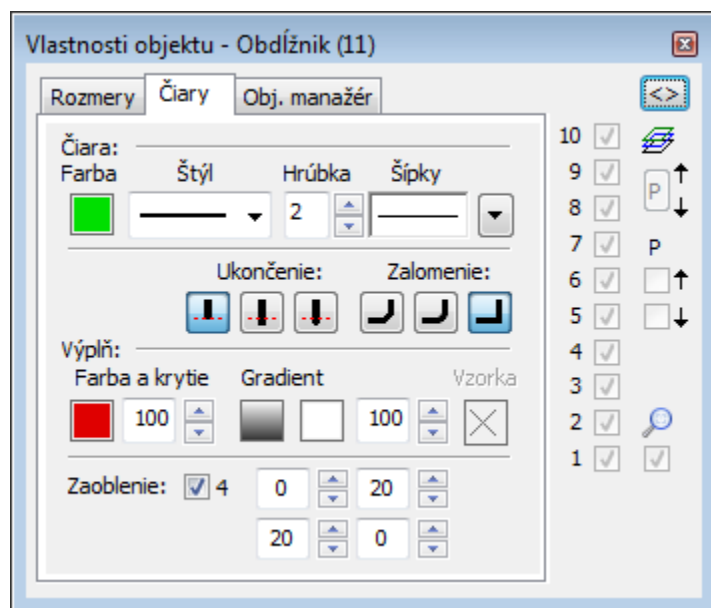 Vlastnosti objektu - Obdĺžnik (11)
Rozmery Čiary Obj. manažér
<>
Čiara:
Farba Štýl Hrúbka Šípky
2
Ukončenie: Zalomenie:
Výplň:
Farba a krytie Gradient Vzorka
100 100
Zaoblenie: 4 0 20
20 0
10
9
P
8
7 P
6
5
4
3
2
1